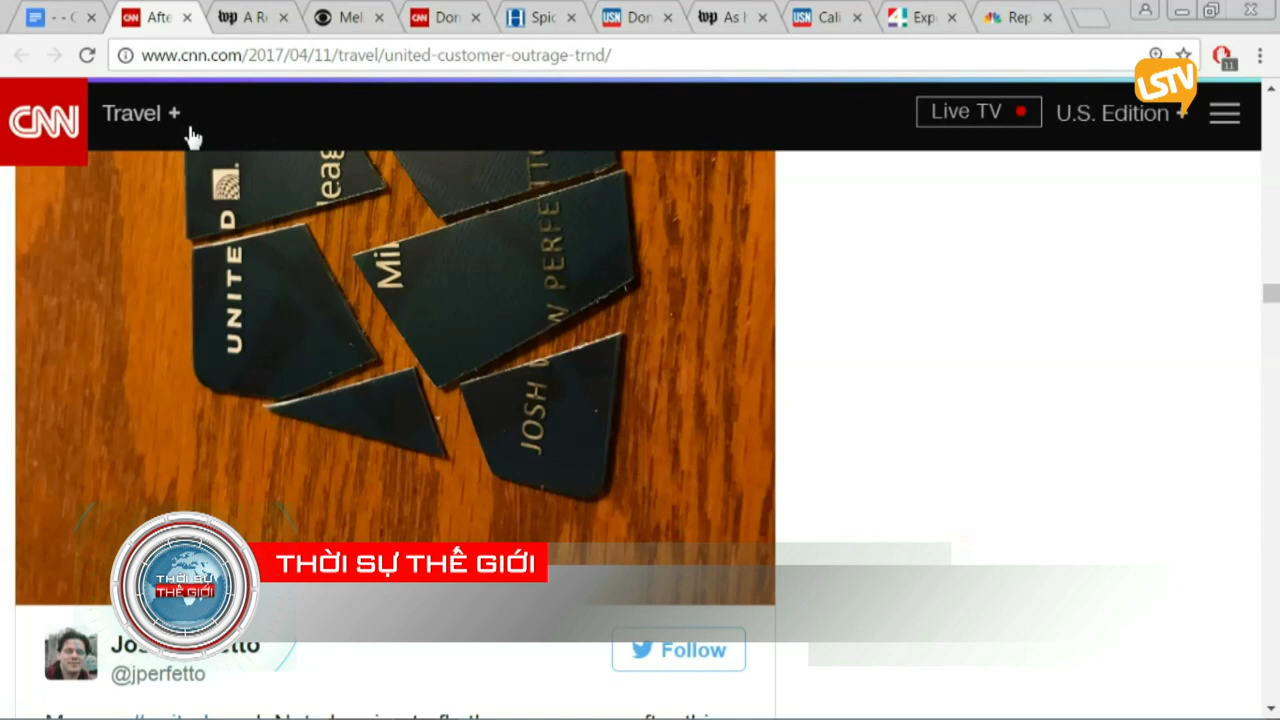 Afte
A R
Mel
Don
Spic
Don
As I
Cali
Exp
Rep
www.cnn.com/2017/04/11/travel/united-customer-outrage-trnd/
11
LSTV
CNN
Travel +
Live TV
U.S. Edition +
UNITED
Mil
JOSH W PERFETTO
THỜI SỰ THẾ GIỚI
THỜI SỰ
THẾ GIỚI
@jperfetto
Follow